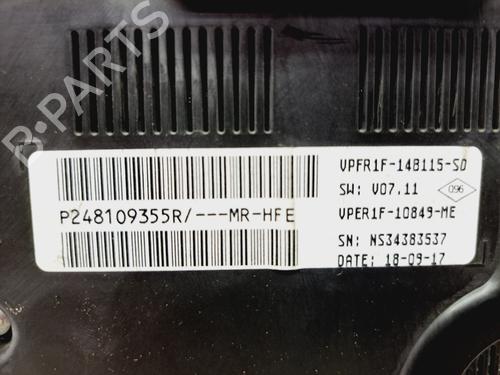 B-PARTS
VPFR1F-14B115-SD
SW: V07.11
096
P248109355R/---MR-HFE
VPER1F-10849-ME
SN: NS34383537
DATE: 18-09-17